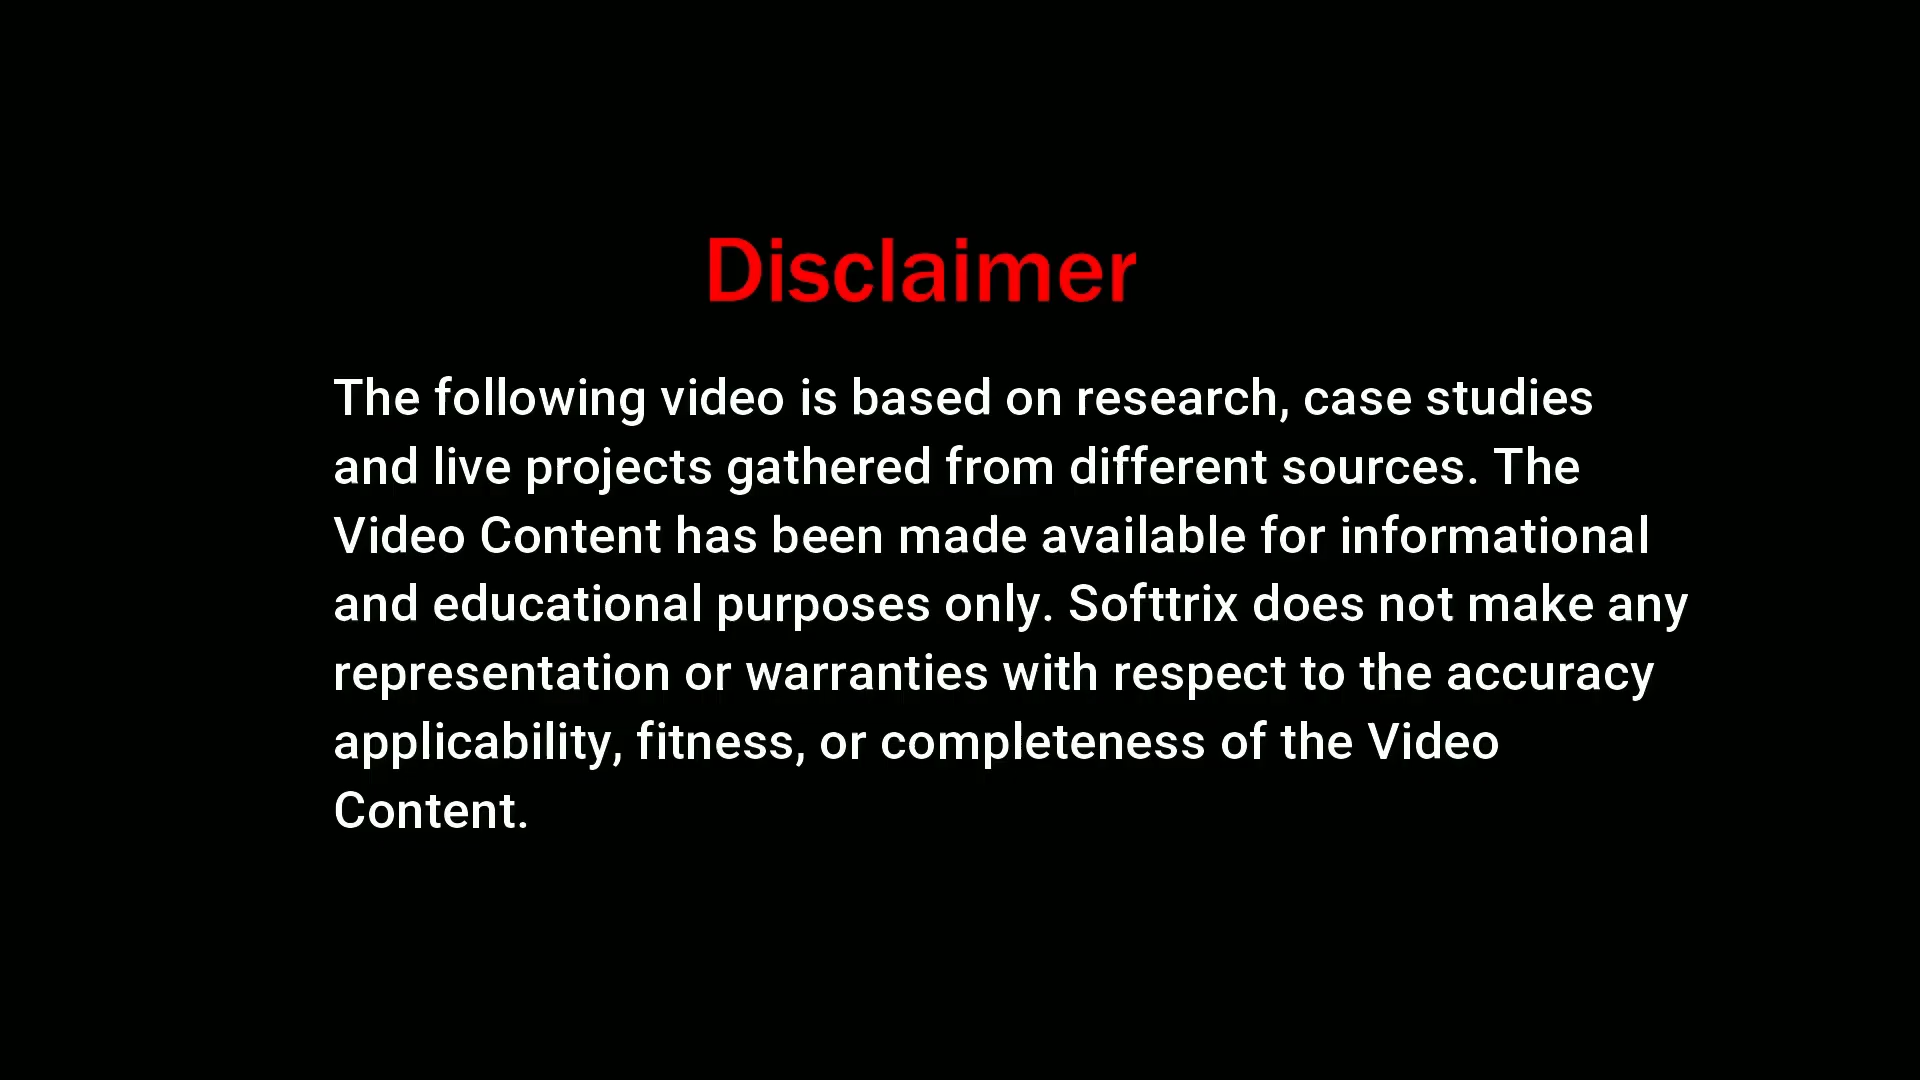 Disclaimer
The following video is based on research, case studies
and live projects gathered from different sources. The
Video Content has been made available for informational
and educational purposes only. Softtrix does not make any
representation or warranties with respect to the accuracy
applicability, fitness, or completeness of the Video
Content.